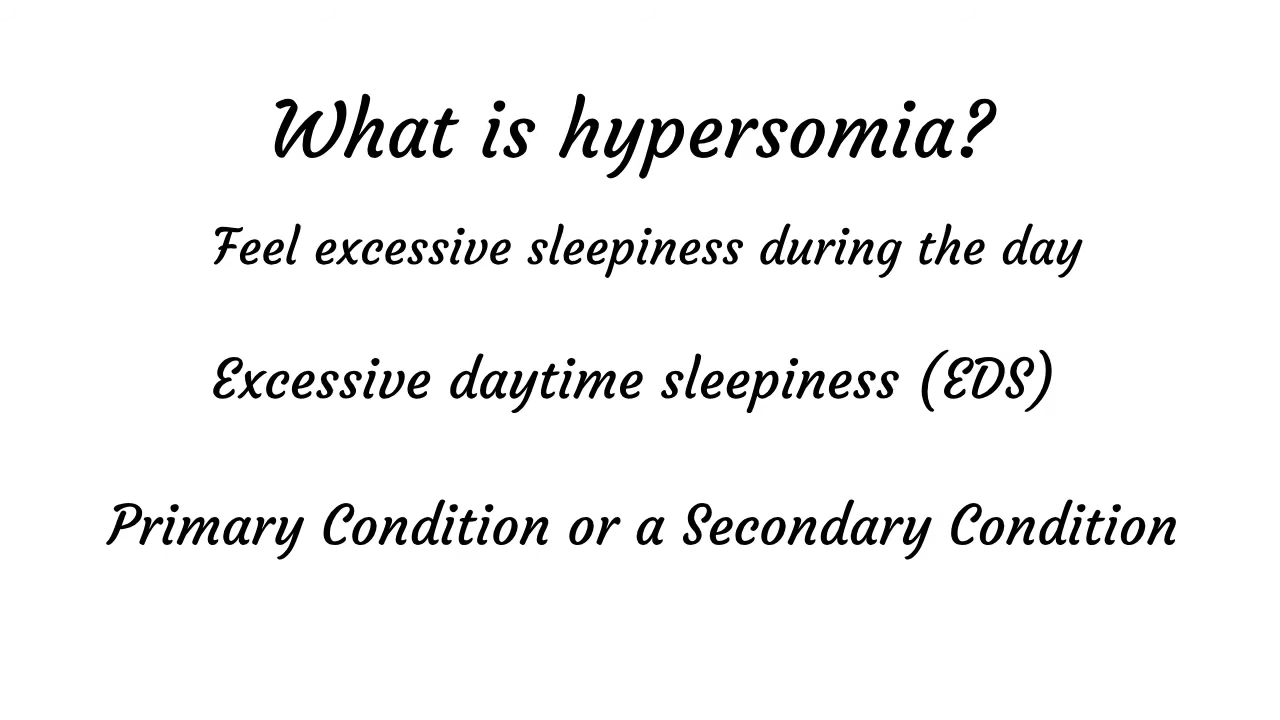 What is hypersomia?
Feel excessive sleepiness during the day
Excessive daytime sleepiness (EDS)
Primary Condition or a Secondary Condition